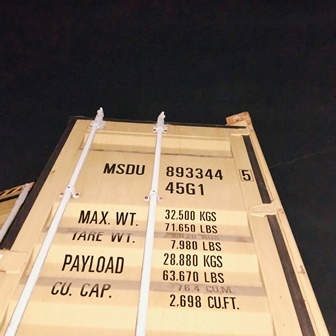 MSDU 893344 5
45G1
MAX. WT. 32.500 KGS
71.650 LBS
TARE WT.
7.980 LBS
PAYLOAD 28.880 KGS
63.670 LBS
CU. CAP. 76.4 CU.M.
2.698 CU.FT.